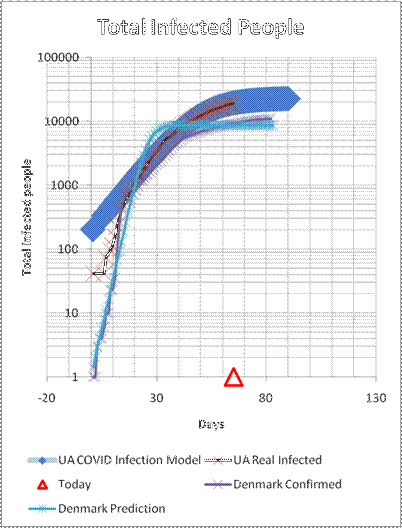 Total Infected People
100000
10000
1000
100
10
1
Total Infected people
-20 30 80 130
Days
UA COVID Infection Model UA Real Infected
Today Denmark Confirmed
Denmark Prediction